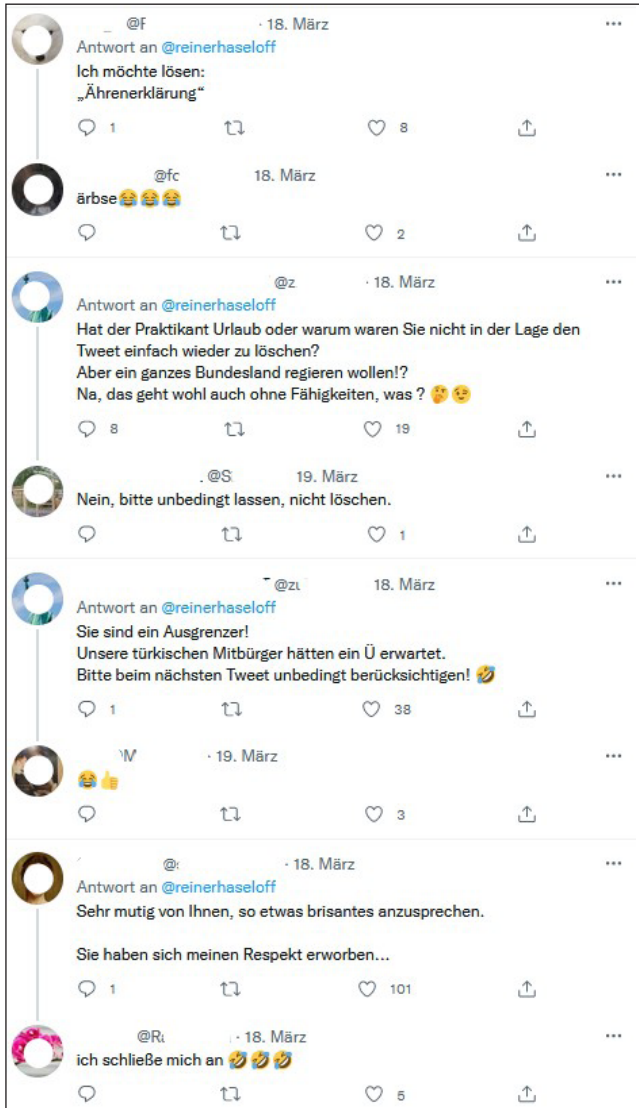 @F · 18. März
Antwort an @reinerhaseloff
Ich möchte lösen:
„Ährenerklärung“
1 8
@fc 18. März
ärbse😂😂😂
2
@z · 18. März
Antwort an @reinerhaseloff
Hat der Praktikant Urlaub oder warum waren Sie nicht in der Lage den
Tweet einfach wieder zu löschen?
Aber ein ganzes Bundesland regieren wollen!?
Na, das geht wohl auch ohne Fähigkeiten, was ? 🤔😉
8 19
@S 19. März
Nein, bitte unbedingt lassen, nicht löschen.
1
@zu 18. März
Antwort an @reinerhaseloff
Sie sind ein Ausgrenzer!
Unsere türkischen Mitbürger hätten ein Ü erwartet.
Bitte beim nächsten Tweet unbedingt berücksichtigen! 🤣
1 38
· 19. März
😂👍
3
· 18. März
Antwort an @reinerhaseloff
Sehr mutig von Ihnen, so etwas brisantes anzusprechen.
Sie haben sich meinen Respekt erworben...
1 101
· 18. März
ich schließe mich an 🤣🤣🤣
5